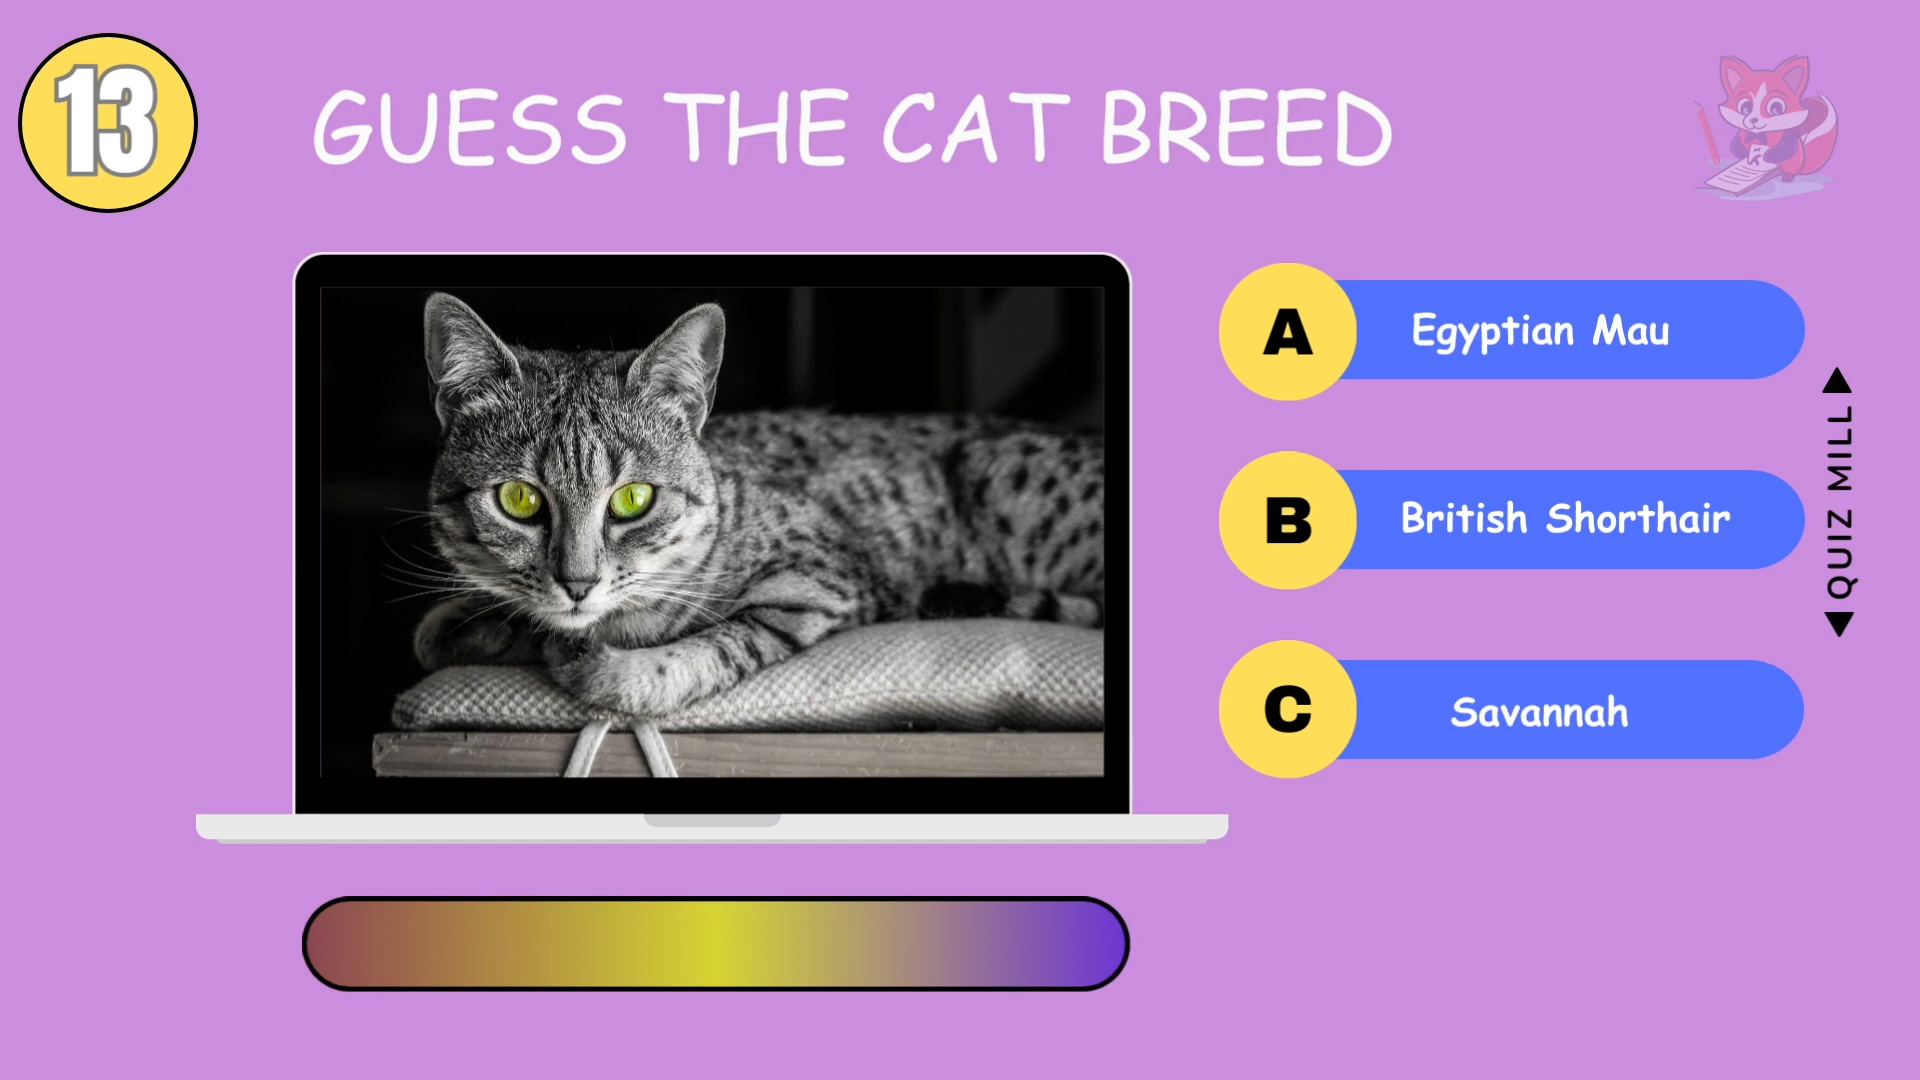 13
GUESS THE CAT BREED
A
Egyptian Mau
B
British Shorthair
C
Savannah
QUIZ MILL